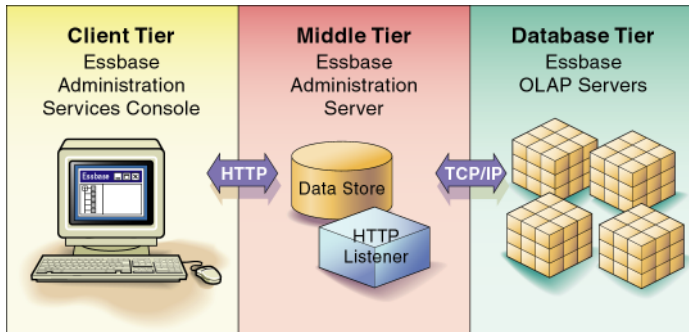 Client Tier
Essbase
Administration
Services Console
Essbase
HTTP
Middle Tier
Essbase
Administration
Server
Data Store
HTTP
Listener
TCP/IP
Database Tier
Essbase
OLAP Servers